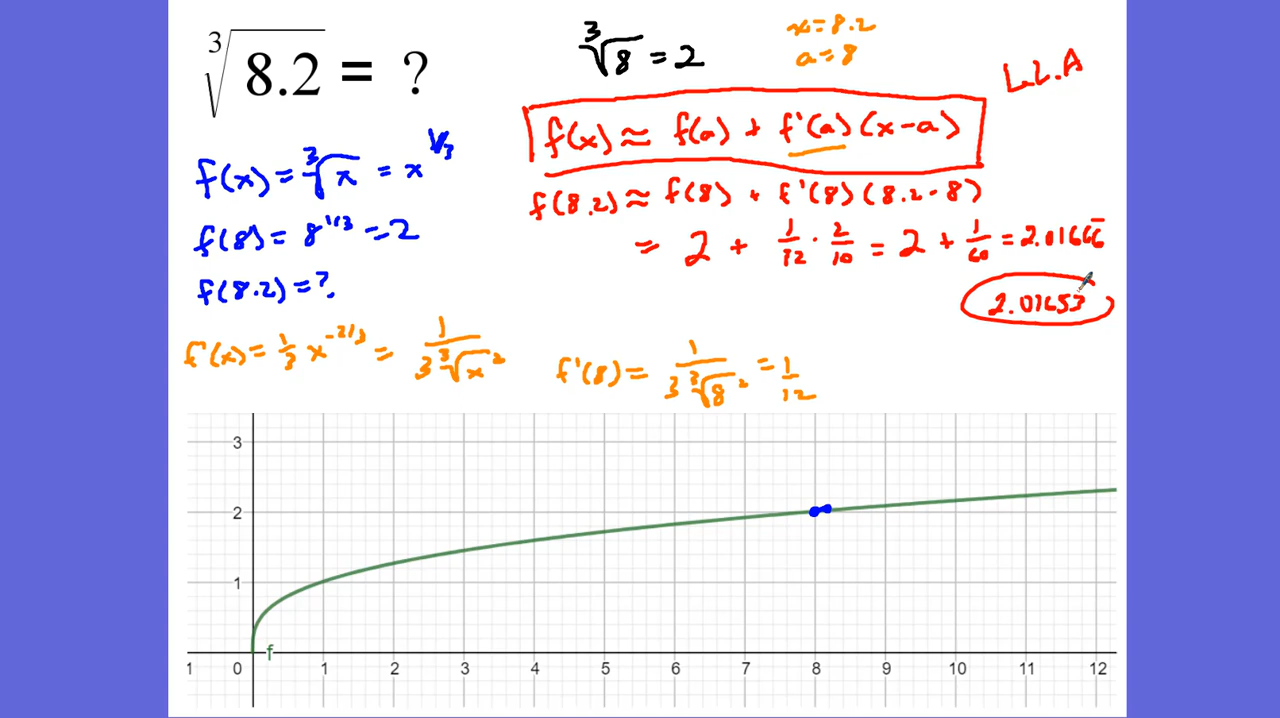 ∛8.2 = ?
∛8 = 2
x = 8.2
a = 8
L.L.A
f(x) ≈ f(a) + f'(a)(x-a)
f(x) = ∛x = x^1/3
f(8.2) ≈ f(8) + f'(8)(8.2-8)
f(8) = 8^1/3 = 2
= 2 + 1/12 · 2/10 = 2 + 1/60 = 2.01666̅
f(8.2) = ?
2.01653
f'(x) = 1/3 x^-2/3 = 1/(3∛x²)
f'(8) = 1/(3∛8²) = 1/12
3
2
1
f
1 0 1 2 3 4 5 6 7 8 9 10 11 12